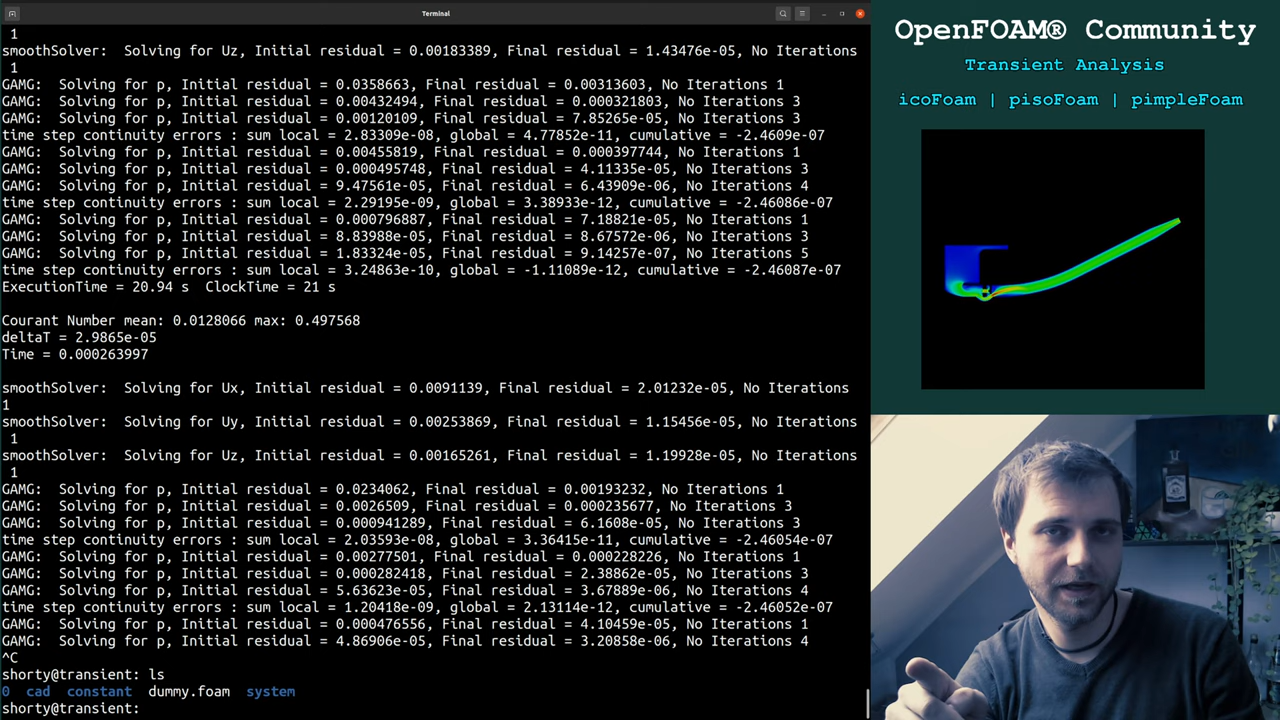 Terminal
1
smoothSolver:  Solving for Uz, Initial residual = 0.00183389, Final residual = 1.43476e-05, No Iterations
1
GAMG:  Solving for p, Initial residual = 0.0358663, Final residual = 0.00313603, No Iterations 1
GAMG:  Solving for p, Initial residual = 0.00432494, Final residual = 0.000321803, No Iterations 3
GAMG:  Solving for p, Initial residual = 0.00120109, Final residual = 7.85265e-05, No Iterations 3
time step continuity errors : sum local = 2.83309e-08, global = 4.77852e-11, cumulative = -2.4609e-07
GAMG:  Solving for p, Initial residual = 0.00455819, Final residual = 0.000397744, No Iterations 1
GAMG:  Solving for p, Initial residual = 0.000495748, Final residual = 4.11335e-05, No Iterations 3
GAMG:  Solving for p, Initial residual = 9.47561e-05, Final residual = 6.43909e-06, No Iterations 4
time step continuity errors : sum local = 2.29195e-09, global = 3.38933e-12, cumulative = -2.46086e-07
GAMG:  Solving for p, Initial residual = 0.000796887, Final residual = 7.18821e-05, No Iterations 1
GAMG:  Solving for p, Initial residual = 8.83988e-05, Final residual = 8.67572e-06, No Iterations 3
GAMG:  Solving for p, Initial residual = 1.83324e-05, Final residual = 9.14257e-07, No Iterations 5
time step continuity errors : sum local = 3.24863e-10, global = -1.11089e-12, cumulative = -2.46087e-07
ExecutionTime = 20.94 s  ClockTime = 21 s
Courant Number mean: 0.0128066 max: 0.497568
deltaT = 2.9865e-05
Time = 0.000263997
smoothSolver:  Solving for Ux, Initial residual = 0.0091139, Final residual = 2.01232e-05, No Iterations
1
smoothSolver:  Solving for Uy, Initial residual = 0.00253869, Final residual = 1.15456e-05, No Iterations
1
smoothSolver:  Solving for Uz, Initial residual = 0.00165261, Final residual = 1.19928e-05, No Iterations
1
GAMG:  Solving for p, Initial residual = 0.0234062, Final residual = 0.00193232, No Iterations 1
GAMG:  Solving for p, Initial residual = 0.0026509, Final residual = 0.000235677, No Iterations 3
GAMG:  Solving for p, Initial residual = 0.000941289, Final residual = 6.1608e-05, No Iterations 3
time step continuity errors : sum local = 2.03593e-08, global = 3.36415e-11, cumulative = -2.46054e-07
GAMG:  Solving for p, Initial residual = 0.00277501, Final residual = 0.000228226, No Iterations 1
GAMG:  Solving for p, Initial residual = 0.000282418, Final residual = 2.38862e-05, No Iterations 3
GAMG:  Solving for p, Initial residual = 5.63623e-05, Final residual = 3.67889e-06, No Iterations 4
time step continuity errors : sum local = 1.20418e-09, global = 2.13114e-12, cumulative = -2.46052e-07
GAMG:  Solving for p, Initial residual = 0.000476556, Final residual = 4.10459e-05, No Iterations 1
GAMG:  Solving for p, Initial residual = 4.86906e-05, Final residual = 3.20858e-06, No Iterations 4
^C
shorty@transient: ls
0  cad  constant  dummy.foam  system
shorty@transient:
OpenFOAM® Community
Transient Analysis
icoFoam | pisoFoam | pimpleFoam